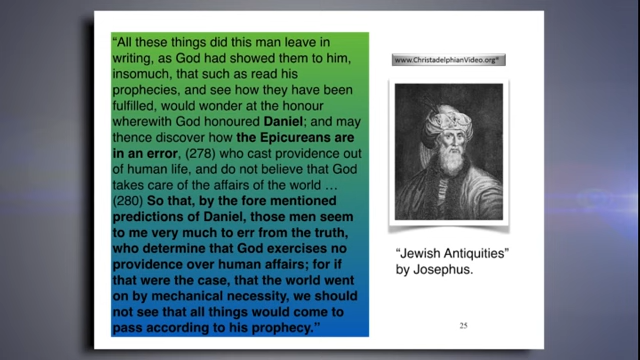 “All these things did this man leave in
writing, as God had showed them to him,
insomuch, that such as read his
prophecies, and see how they have been
fulfilled, would wonder at the honour
wherewith God honoured Daniel; and may
thence discover how the Epicureans are
in an error, (278) who cast providence out
of human life, and do not believe that God
takes care of the affairs of the world …
(280) So that, by the fore mentioned
predictions of Daniel, those men seem
to me very much to err from the truth,
who determine that God exercises no
providence over human affairs; for if
that were the case, that the world went
on by mechanical necessity, we should
not see that all things would come to
pass according to his prophecy.”
www.ChristadelphianVideo.org"
“Jewish Antiquities”
by Josephus.
25